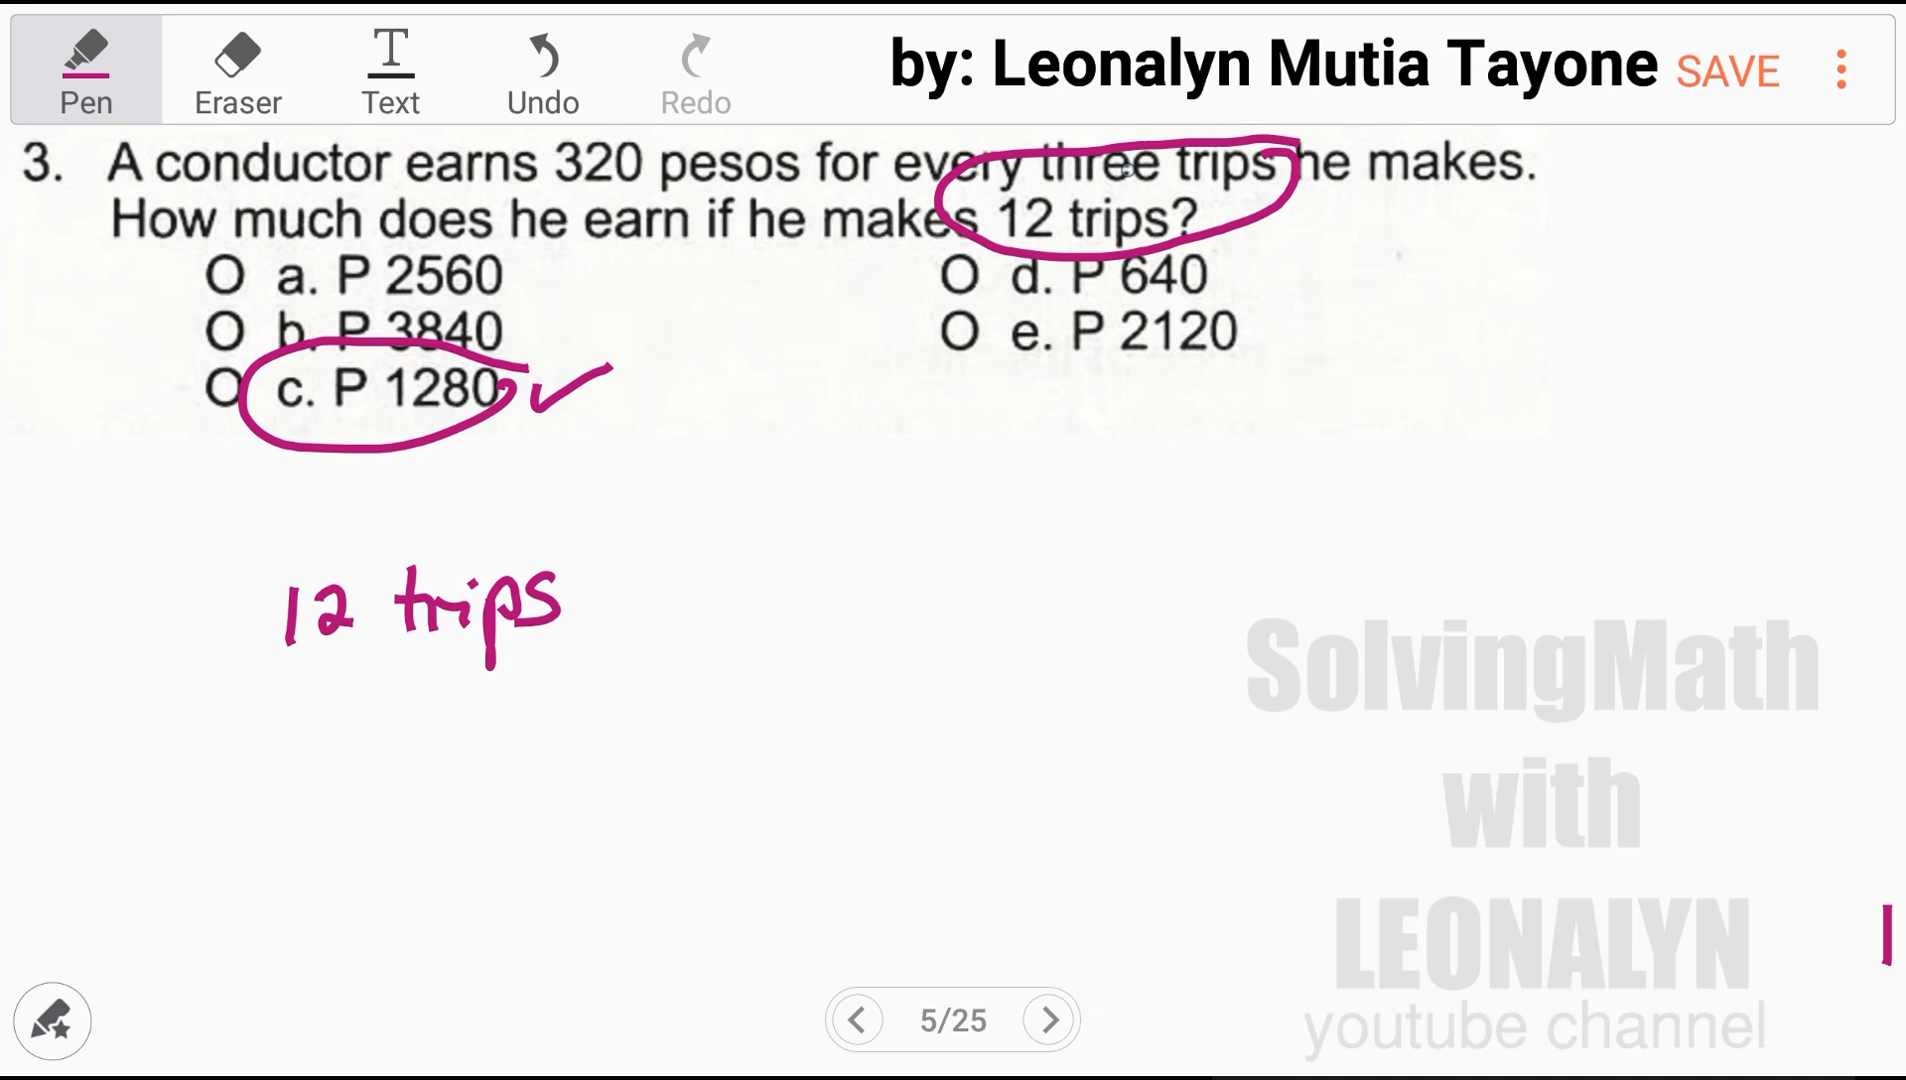 Pen Eraser Text Undo Redo by: Leonalyn Mutia Tayone SAVE
3. A conductor earns 320 pesos for every three trips he makes.
How much does he earn if he makes 12 trips?
O a. P 2560 O d. P 640
O b. P 3840 O e. P 2120
O c. P 1280
12 trips
SolvingMath
with
LEONALYN
youtube channel
5/25